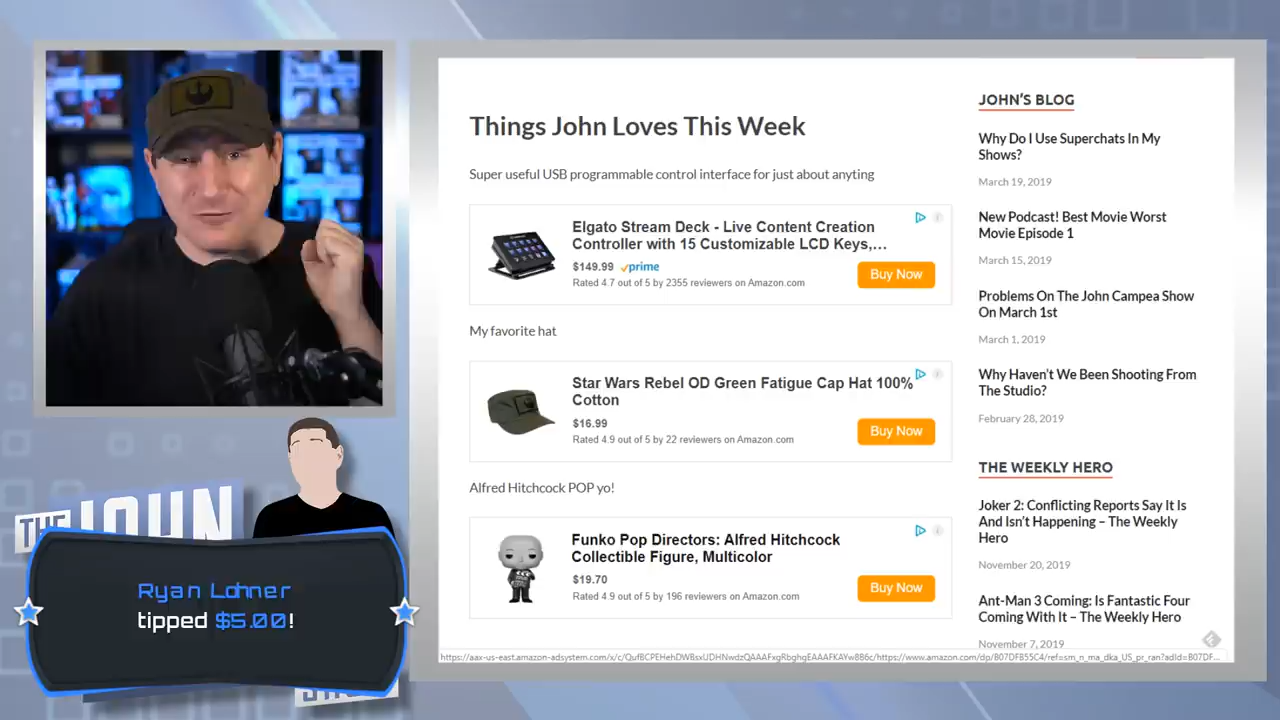 Things John Loves This Week
Super useful USB programmable control interface for just about anyting
Elgato Stream Deck - Live Content Creation
Controller with 15 Customizable LCD Keys,...
$149.99 prime
Rated 4.7 out of 5 by 2355 reviewers on Amazon.com
Buy Now
My favorite hat
Star Wars Rebel OD Green Fatigue Cap Hat 100%
Cotton
$16.99
Rated 4.9 out of 5 by 22 reviewers on Amazon.com
Buy Now
Alfred Hitchcock POP yo!
Funko Pop Directors: Alfred Hitchcock
Collectible Figure, Multicolor
$19.70
Rated 4.9 out of 5 by 196 reviewers on Amazon.com
Buy Now
JOHN'S BLOG
Why Do I Use Superchats In My
Shows?
March 19, 2019
New Podcast! Best Movie Worst
Movie Episode 1
March 15, 2019
Problems On The John Campea Show
On March 1st
March 1, 2019
Why Haven't We Been Shooting From
The Studio?
February 28, 2019
THE WEEKLY HERO
Joker 2: Conflicting Reports Say It Is
And Isn't Happening – The Weekly
Hero
November 20, 2019
Ant-Man 3 Coming: Is Fantastic Four
Coming With It – The Weekly Hero
November 7, 2019
THE JOHN
Ryan Lohner
tipped $5.00!